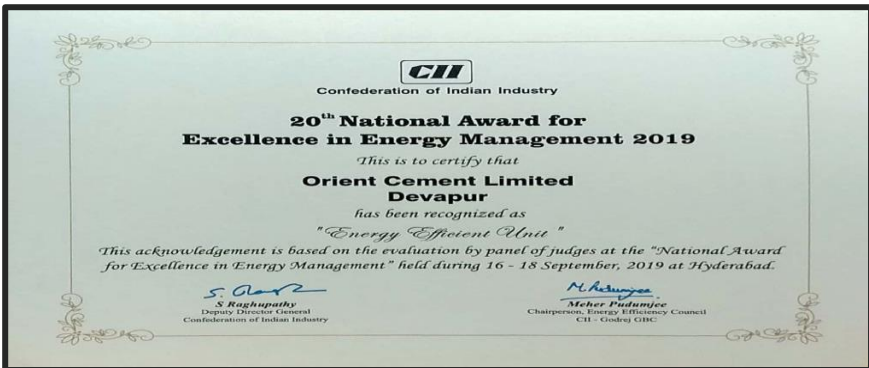 CII
Confederation of Indian Industry
20th National Award for
Excellence in Energy Management 2019
This is to certify that
Orient Cement Limited
Devapur
has been recognized as
"Energy Efficient Unit"
This acknowledgement is based on the evaluation by panel of judges at the "National Award
for Excellence in Energy Management" held during 16 - 18 September, 2019 at Hyderabad.
S Raghupathy
Deputy Director General
Confederation of Indian Industry
Meher Pudumjee
Chairperson, Energy Efficiency Council
CII - Godrej GBC